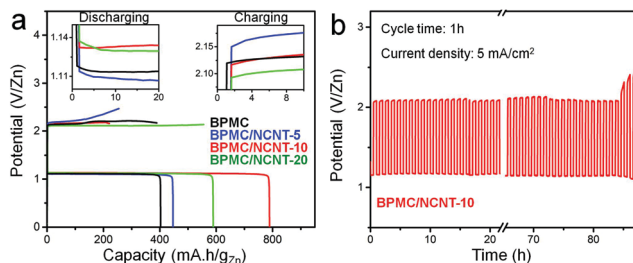 a
Discharging
Charging
1.14
1.11
0
10
20
2.15
2.10
0
5
10
Potential (V/Zn)
5
4
3
2
1
0
BPMC
BPMC/NCNT-5
BPMC/NCNT-10
BPMC/NCNT-20
0
200
400
600
800
Capacity (mA.h/gZn)
b
Cycle time: 1h
Current density: 5 mA/cm²
Potential (V/Zn)
3
2
1
BPMC/NCNT-10
0
10
20
70
80
Time (h)